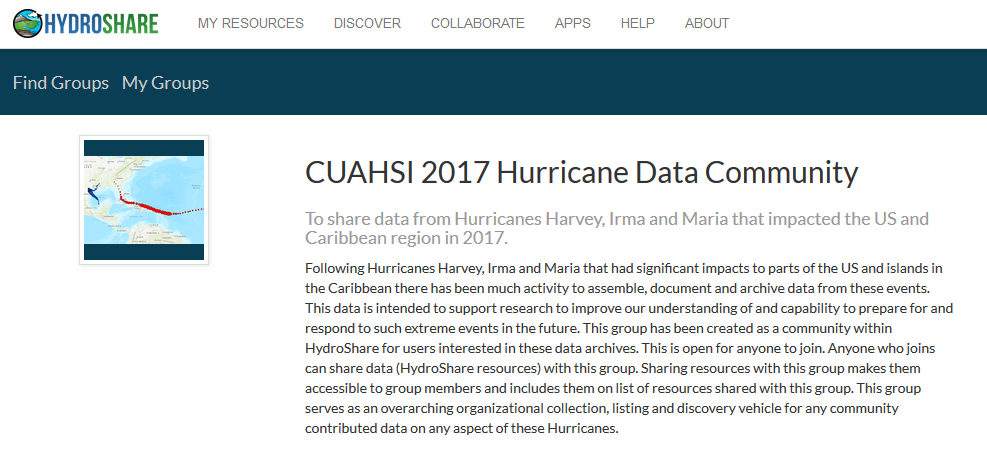 HYDROSHARE MY RESOURCES DISCOVER COLLABORATE APPS HELP ABOUT
Find Groups My Groups
CUAHSI 2017 Hurricane Data Community
To share data from Hurricanes Harvey, Irma and Maria that impacted the US and
Caribbean region in 2017.
Following Hurricanes Harvey, Irma and Maria that had significant impacts to parts of the US and islands in
the Caribbean there has been much activity to assemble, document and archive data from these events.
This data is intended to support research to improve our understanding of and capability to prepare for and
respond to such extreme events in the future. This group has been created as a community within
HydroShare for users interested in these data archives. This is open for anyone to join. Anyone who joins
can share data (HydroShare resources) with this group. Sharing resources with this group makes them
accessible to group members and includes them on list of resources shared with this group. This group
serves as an overarching organizational collection, listing and discovery vehicle for any community
contributed data on any aspect of these Hurricanes.